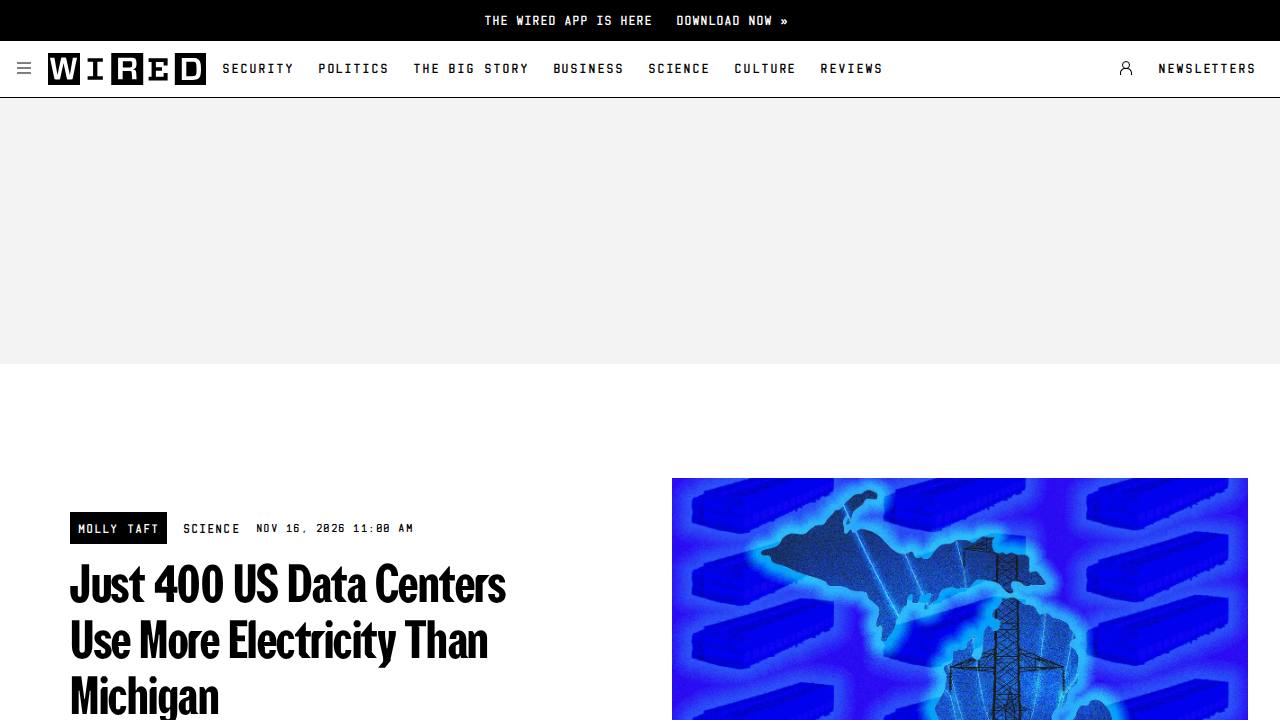 THE WIRED APP IS HERE DOWNLOAD NOW »
WIRED SECURITY POLITICS THE BIG STORY BUSINESS SCIENCE CULTURE REVIEWS NEWSLETTERS
MOLLY TAFT SCIENCE NOV 16, 2026 11:00 AM
Just 400 US Data Centers
Use More Electricity Than
Michigan